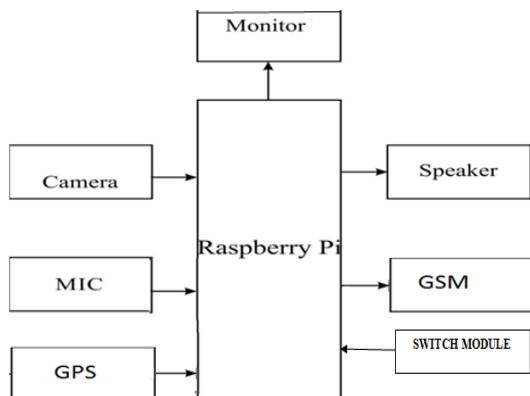 Monitor
Camera
Speaker
Raspberry Pi
MIC
GSM
SWITCH MODULE
GPS